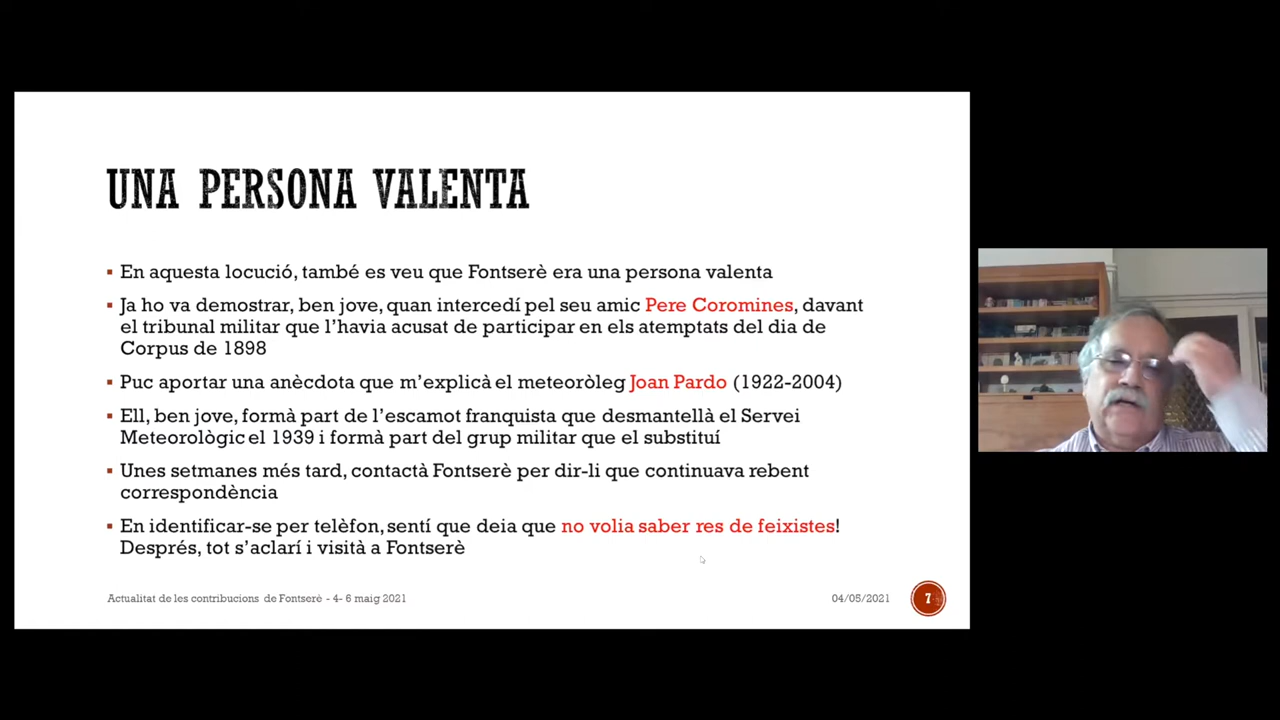 UNA PERSONA VALENTA
▪ En aquesta locució, també es veu que Fontserè era una persona valenta
▪ Ja ho va demostrar, ben jove, quan intercedí pel seu amic Pere Coromines, davant
el tribunal militar que l’havia acusat de participar en els atemptats del dia de
Corpus de 1898
▪ Puc aportar una anècdota que m’explicà el meteoròleg Joan Pardo (1922-2004)
▪ Ell, ben jove, formà part de l’escamot franquista que desmantellà el Servei
Meteorològic el 1939 i formà part del grup militar que el substituí
▪ Unes setmanes més tard, contactà Fontserè per dir-li que continuava rebent
correspondència
▪ En identificar-se per telèfon, sentí que deia que no volia saber res de feixistes!
Després, tot s’aclarí i visità a Fontserè
Actualitat de les contribucions de Fontserè - 4- 6 maig 2021
04/05/2021
7